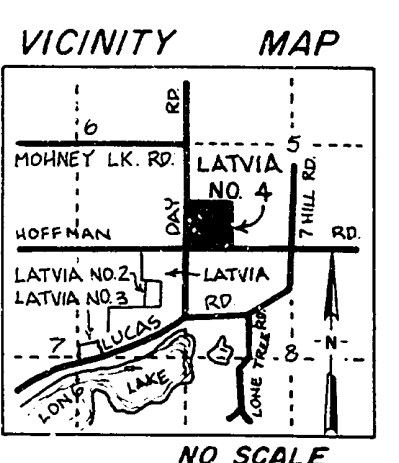 VICINITY MAP
RD.
6
5
MOHNEY LK. RD.
LATVIA
NO. 4
7 HILL RD.
DAY
HOFFMAN
RD.
LATVIA NO.2
LATVIA
LATVIA NO.3
RD.
LUCAS
7
8
-N-
LONE TREE RD.
LONG
LAKE
NO SCALE